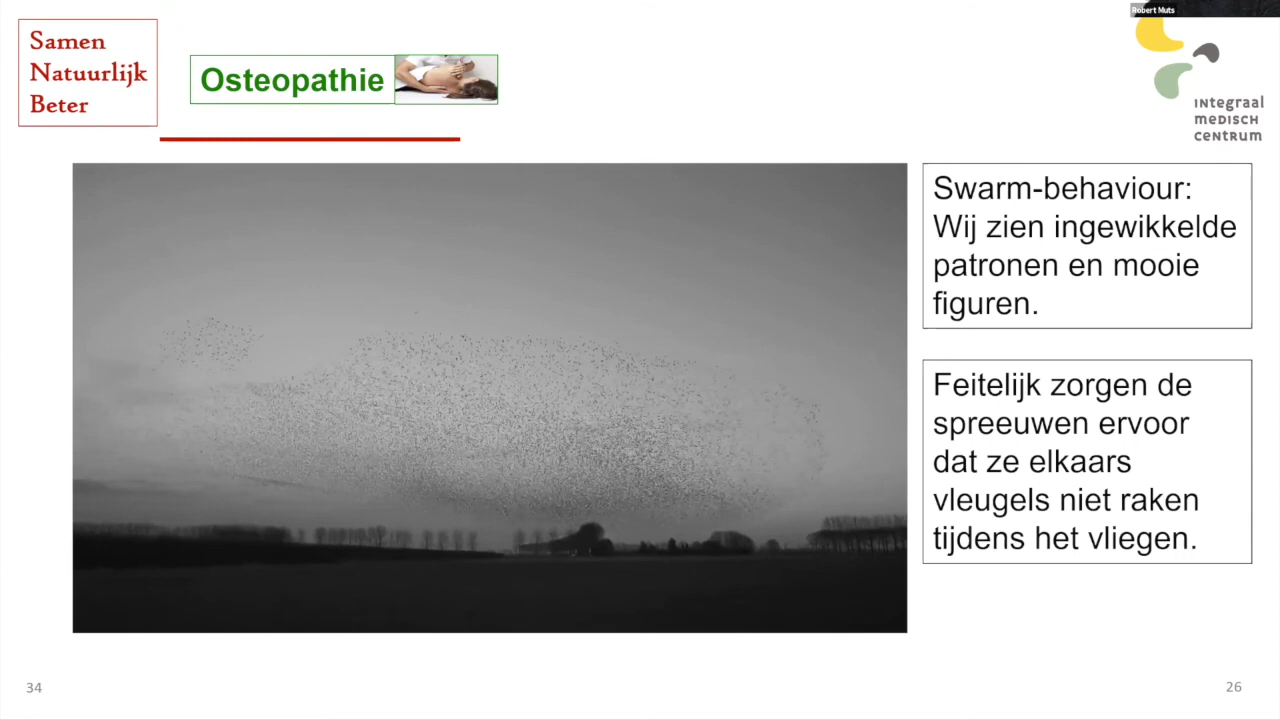 Robert Muts
Samen
Natuurlijk
Beter
Osteopathie
INtegraal
MEDISCH
CENTRUM
Swarm-behaviour:
Wij zien ingewikkelde
patronen en mooie
figuren.
Feitelijk zorgen de
spreeuwen ervoor
dat ze elkaars
vleugels niet raken
tijdens het vliegen.
34
26